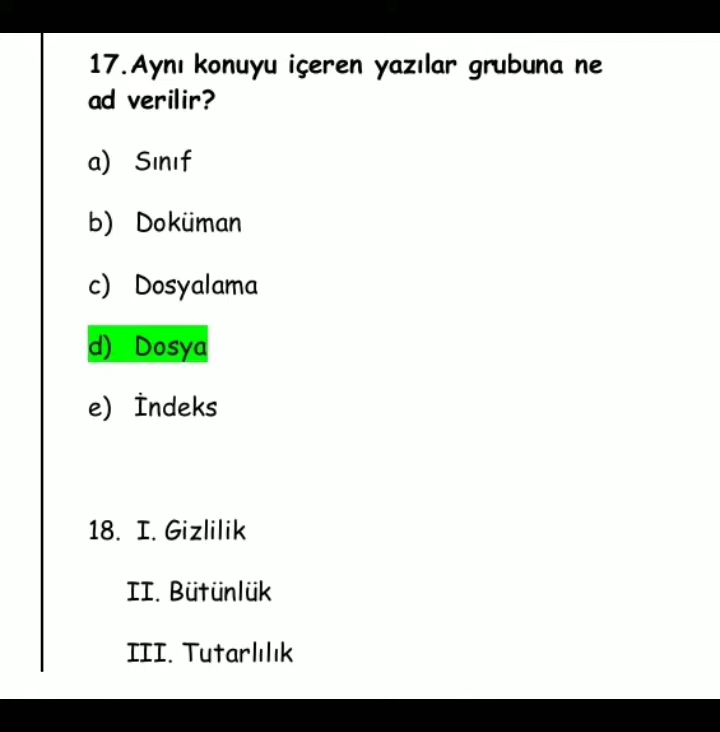 17.Aynı konuyu içeren yazılar grubuna ne
ad verilir?
a) Sınıf
b) Doküman
c) Dosyalama
d) Dosya
e) İndeks
18. I. Gizlilik
II. Bütünlük
III. Tutarlılık